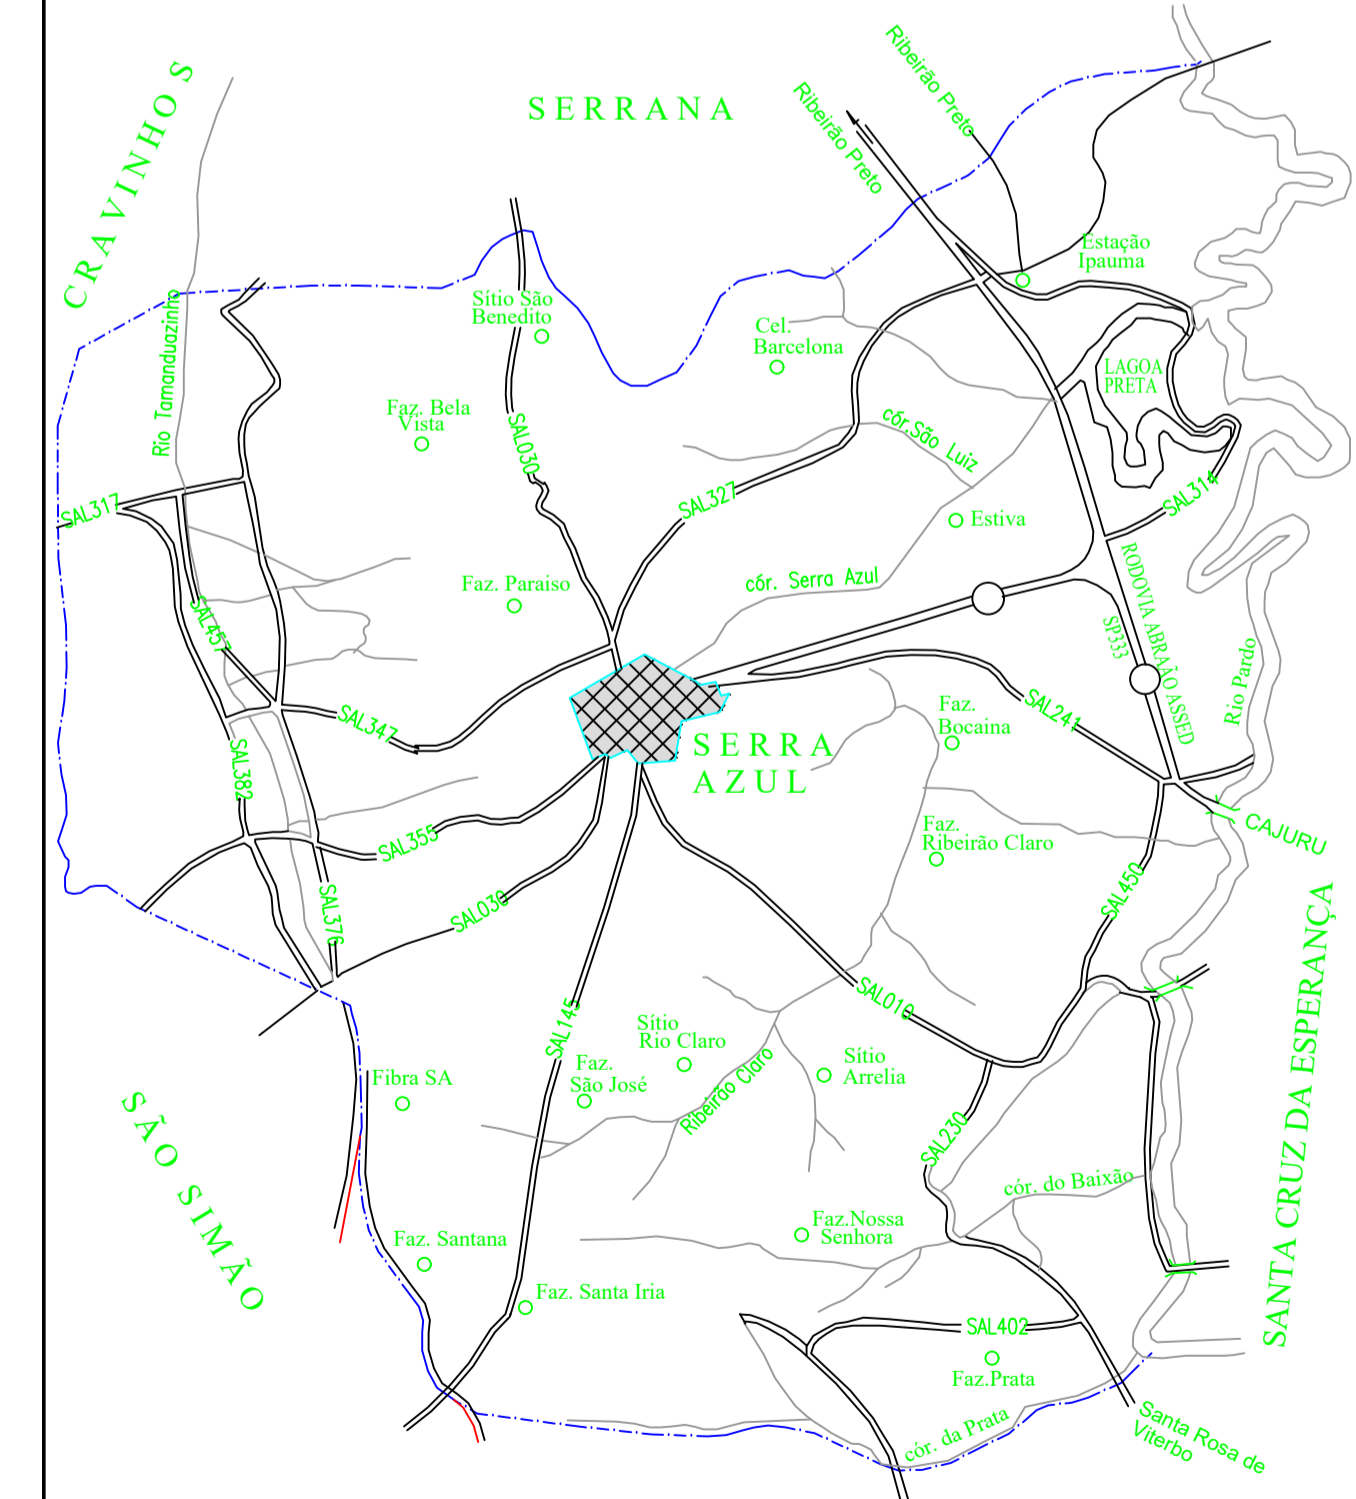 Ribeirão Preto
Ribeirão Preto
SERRANA
CRAVINHOS
Estação
Ipauma
Rio Tamanduazinho
Sítio São
Benedito
Cel.
Barcelona
LAGOA
PRETA
Faz. Bela
Vista
SAL030
cór.São Luiz
SAL327
SAL317
SAL314
Estiva
RODOVIA ABRAÃO ASSED
SP333
cór. Serra Azul
Faz. Paraiso
SAL457
Rio Pardo
SAL347
SAL241
Faz.
Bocaina
SERRA
AZUL
SAL382
SAL355
Faz.
Ribeirão Claro
CAJURU
SAL450
SAL376
SAL030
SANTA CRUZ DA ESPERANÇA
SAL010
SAL145
Sítio
Rio Claro
Faz.
São José
Ribeirão Claro
Sítio
Arrelia
Fibra SA
SÃO SIMÃO
SAL230
cór. do Baixão
Faz.Nossa
Senhora
Faz. Santana
Faz. Santa Iria
SAL402
Faz.Prata
cór. da Prata
Santa Rosa de
Viterbo